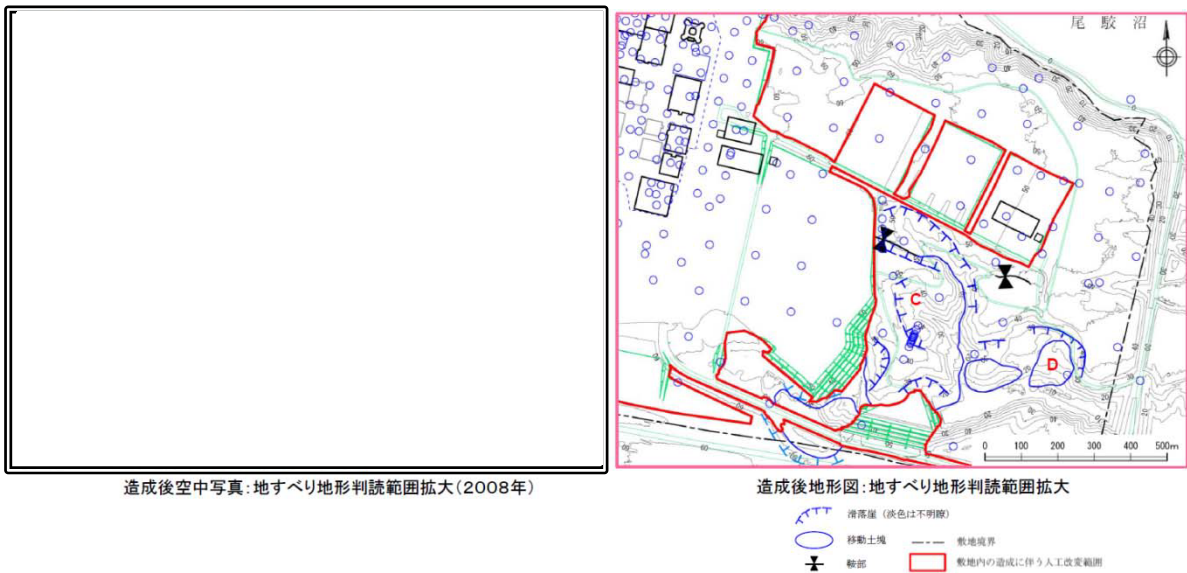 尾駮沼
C
D
0 100 200 300 400 500m
造成後空中写真:地すべり地形判読範囲拡大(2008年)
造成後地形図:地すべり地形判読範囲拡大
滑落崖(淡色は不明瞭)
移動土塊
敷地境界
鞍部
敷地内の造成に伴う人工改変範囲